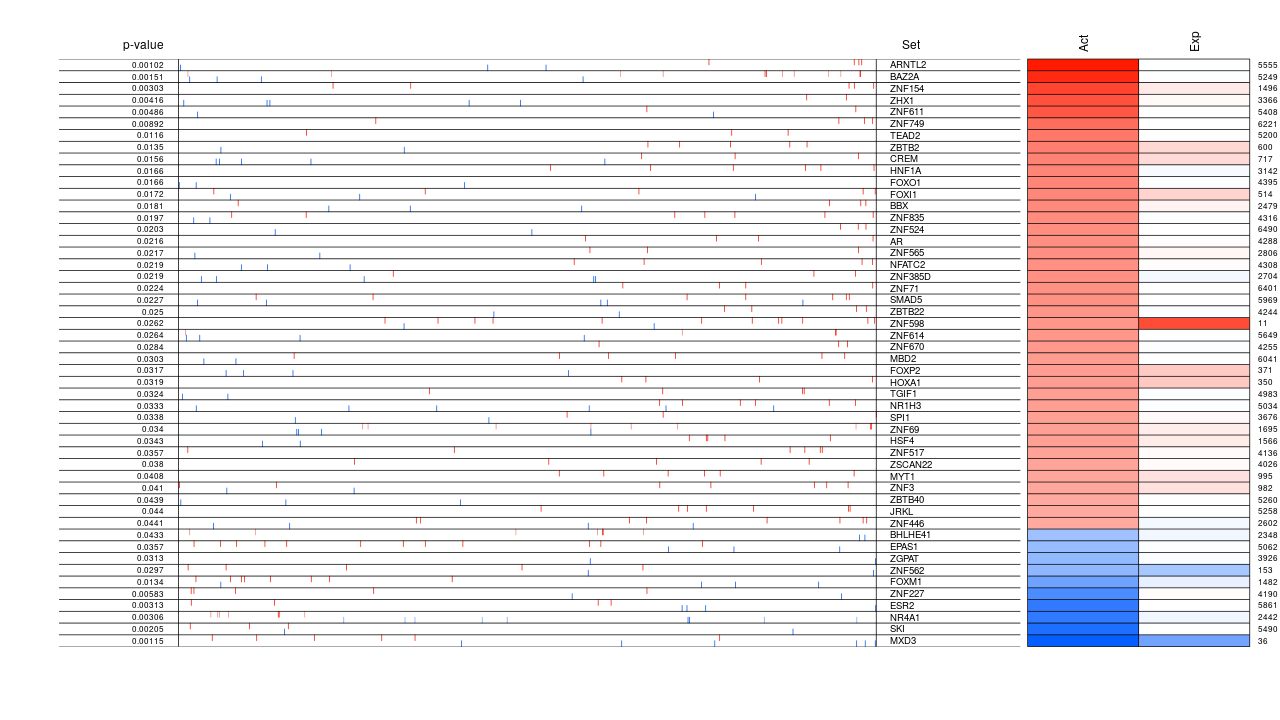 p-value Set Act Exp
0.00102 ARNTL2 5555
0.00151 BAZ2A 5249
0.00303 ZNF154 1496
0.00416 ZHX1 3366
0.00486 ZNF611 5408
0.00892 ZNF749 6221
0.0116 TEAD2 5200
0.0135 ZBTB2 600
0.0156 CREM 717
0.0166 HNF1A 3142
0.0166 FOXO1 4395
0.0172 FOXI1 514
0.0181 BBX 2479
0.0197 ZNF835 4316
0.0203 ZNF524 6490
0.0216 AR 4288
0.0217 ZNF565 2806
0.0219 NFATC2 4308
0.0219 ZNF385D 2704
0.0224 ZNF71 6401
0.0227 SMAD5 5969
0.025 ZBTB22 4244
0.0262 ZNF598 11
0.0264 ZNF614 5649
0.0284 ZNF670 4255
0.0303 MBD2 6041
0.0317 FOXP2 371
0.0319 HOXA1 350
0.0324 TGIF1 4983
0.0333 NR1H3 5034
0.0338 SPI1 3676
0.034 ZNF69 1695
0.0343 HSF4 1566
0.0357 ZNF517 4136
0.038 ZSCAN22 4026
0.0408 MYT1 995
0.041 ZNF3 982
0.0439 ZBTB40 5260
0.044 JRKL 5258
0.0441 ZNF446 2602
0.0433 BHLHE41 2348
0.0357 EPAS1 5062
0.0313 ZGPAT 3926
0.0297 ZNF562 153
0.0134 FOXM1 1482
0.00583 ZNF227 4190
0.00313 ESR2 5861
0.00306 NR4A1 2442
0.00205 SKI 5490
0.00115 MXD3 36